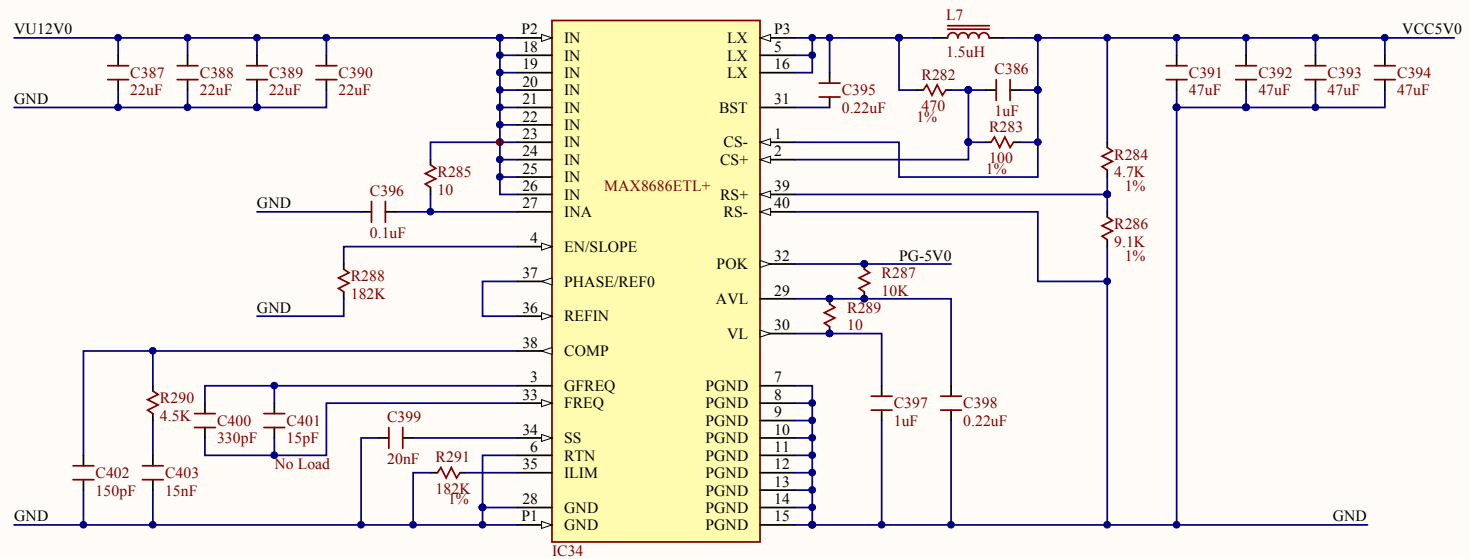 L7
VU12V0
P2
IN
LX
P3
VCC5V0
18
IN
LX
5
1.5uH
C387
22uF
C388
22uF
C389
22uF
C390
22uF
19
IN
LX
16
R282
470
1%
C386
1uF
C391
47uF
C392
47uF
C393
47uF
C394
47uF
20
IN
C395
0.22uF
GND
21
IN
BST
31
22
IN
R283
100
1%
23
IN
CS-
1
24
IN
CS+
2
R284
4.7K
1%
R285
10
25
IN
MAX8686ETL+
26
IN
RS+
39
C396
0.1uF
GND
27
INA
RS-
40
R286
9.1K
1%
4
EN/SLOPE
POK
32
PG-5V0
R288
182K
37
PHASE/REF0
R287
10K
AVL
29
GND
36
REFIN
R289
10
VL
30
38
COMP
3
GFREQ
PGND
7
R290
4.5K
33
FREQ
PGND
8
C397
1uF
C398
0.22uF
C400
330pF
C401
15pF
No Load
C399
20nF
PGND
9
34
SS
PGND
10
6
RTN
PGND
11
R291
182K
1%
35
ILIM
PGND
12
C402
150pF
C403
15nF
PGND
13
28
GND
PGND
14
GND
P1
GND
PGND
15
GND
IC34